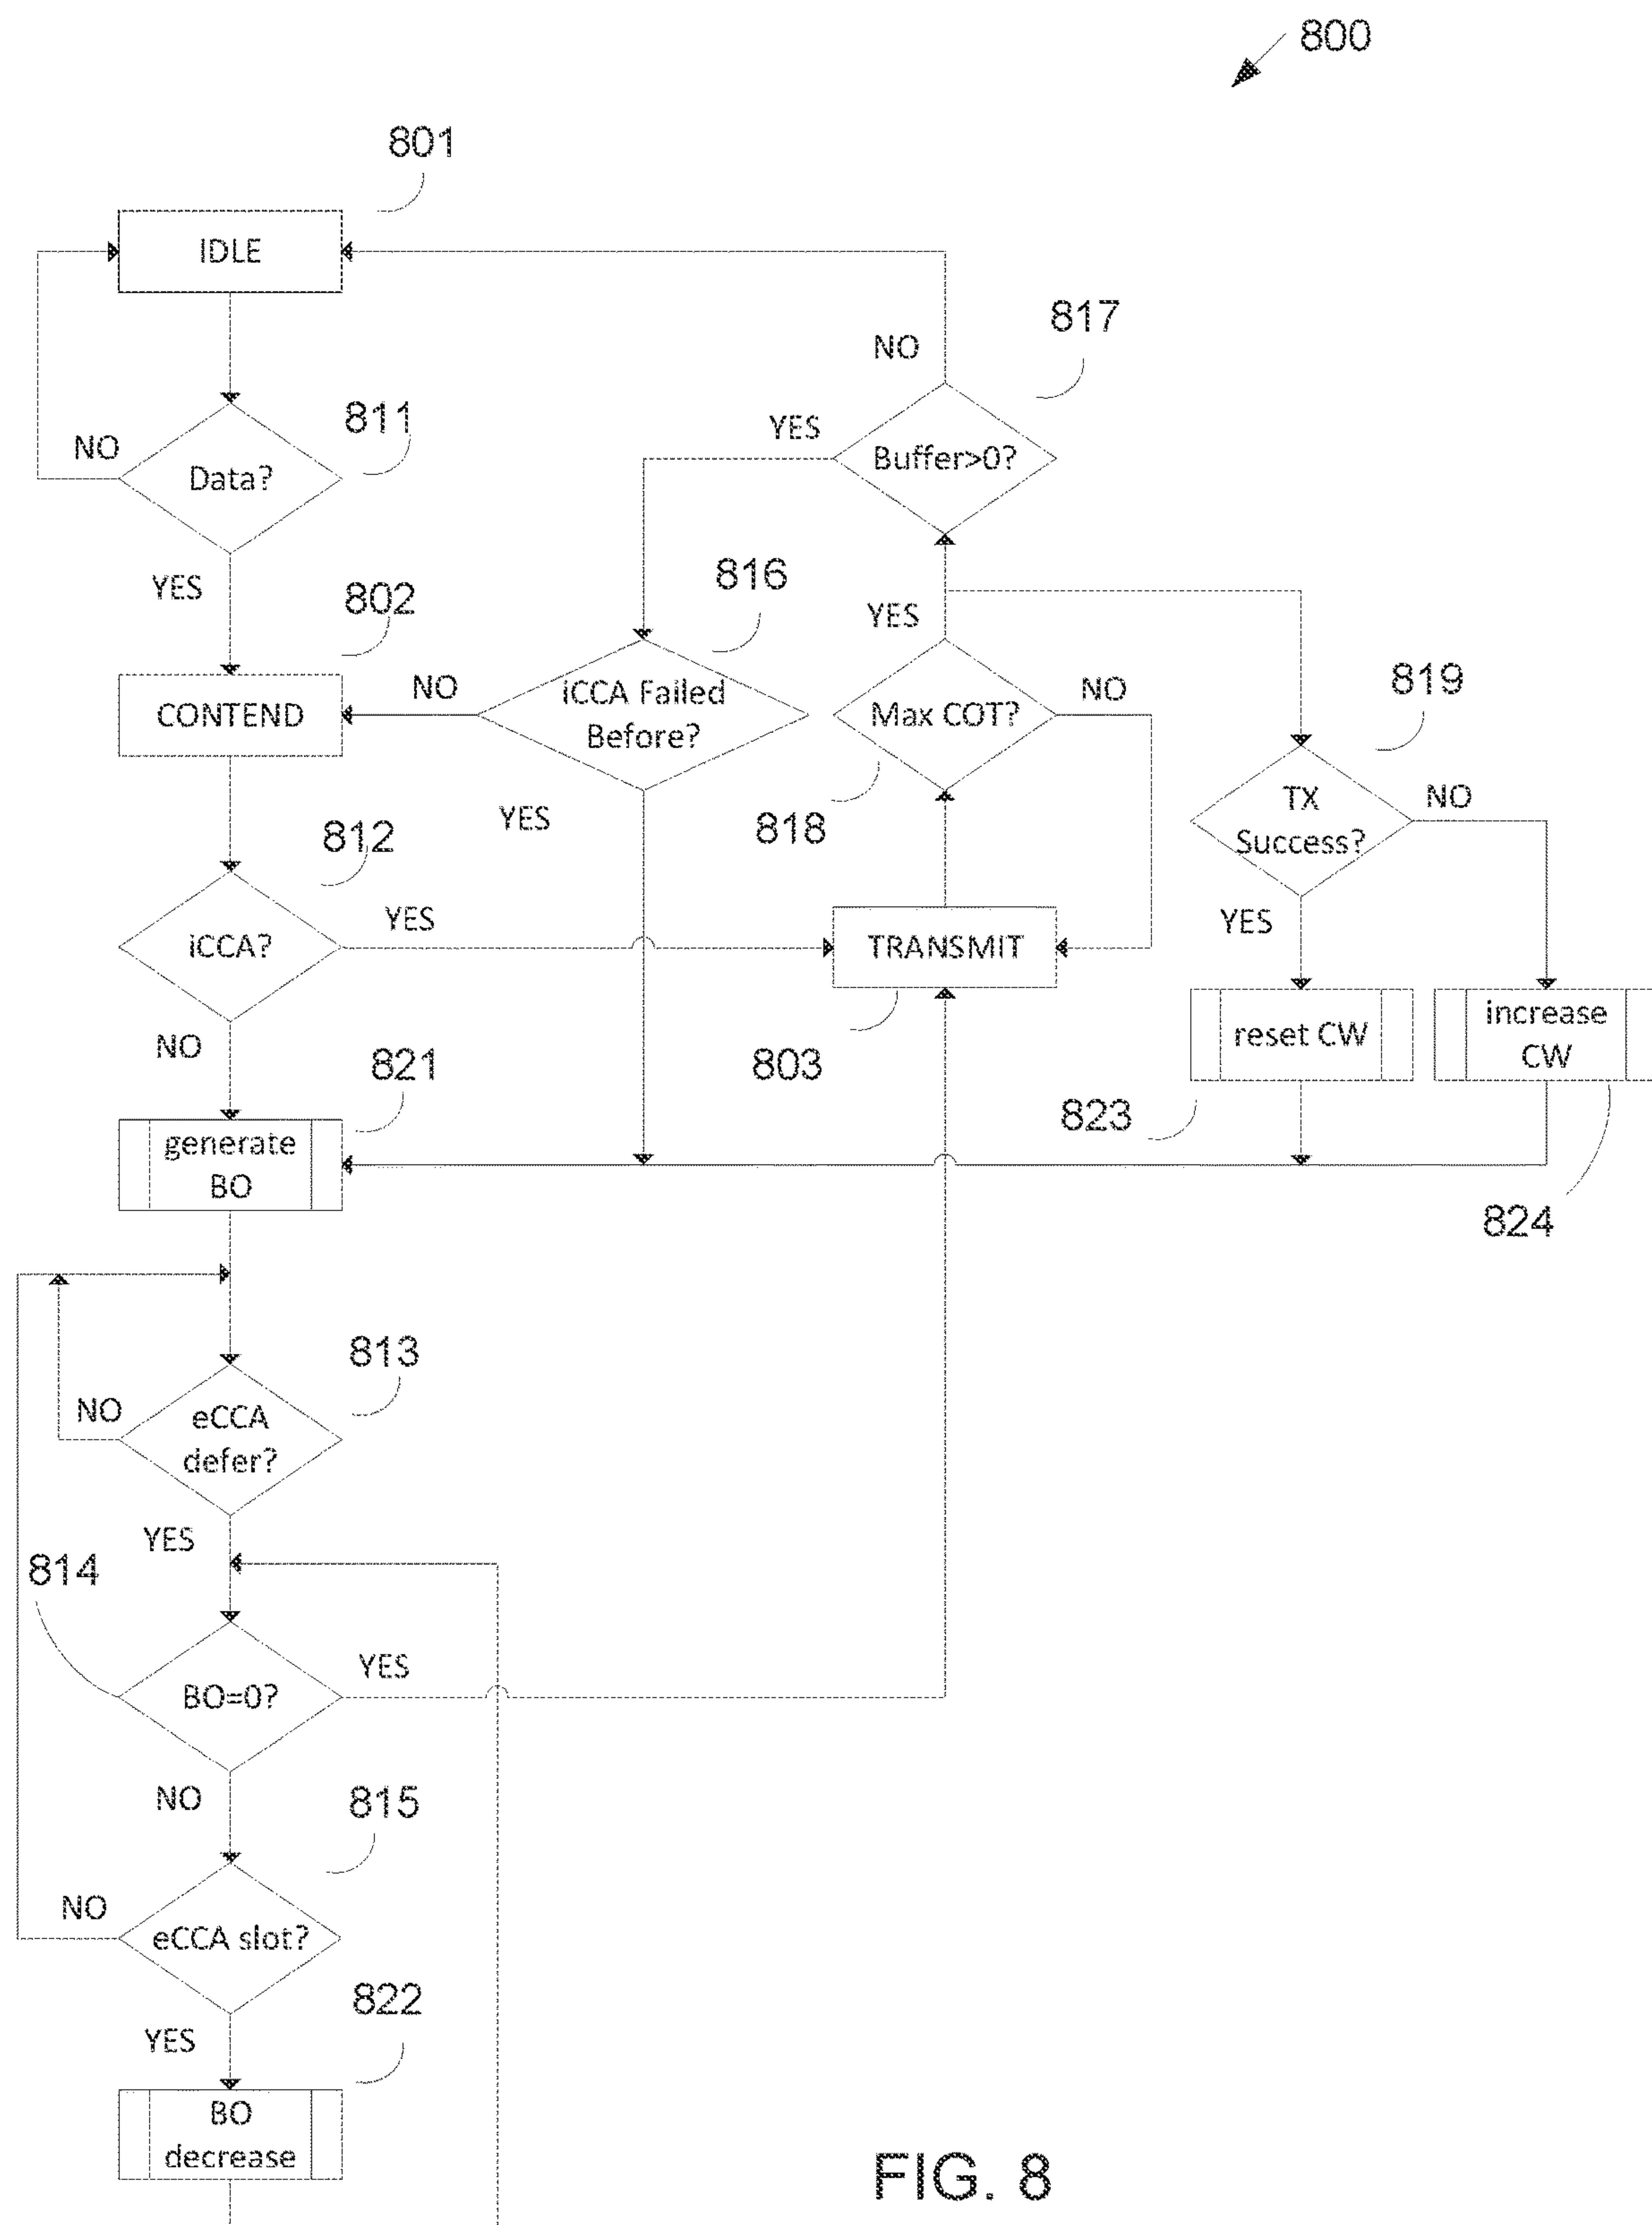 800
801
IDLE
817
NO
811
YES
Buffer>0?
NO
Data?
816
YES
802
YES
819
NO
iCCA Failed
Before?
NO
CONTEND
Max COT?
TX
Success?
NO
YES
818
812
YES
YES
iCCA?
TRANSMIT
increase
CW
reset CW
NO
821
803
823
generate
BO
824
813
NO
eCCA
defer?
YES
814
YES
BO=0?
NO
815
NO
eCCA slot?
822
YES
BO
decrease
FIG. 8